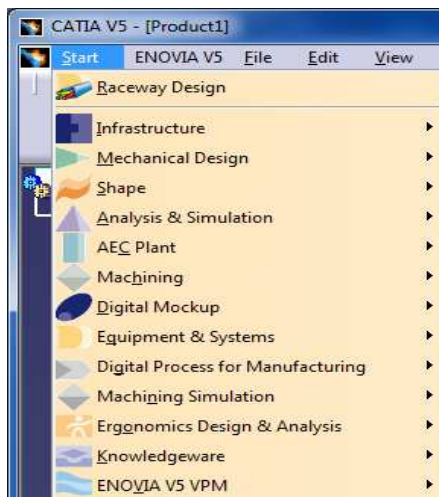 CATIA V5 - [Product1]
Start ENOVIA V5 File Edit View
Raceway Design
Infrastructure
Mechanical Design
Shape
Analysis & Simulation
AEC Plant
Machining
Digital Mockup
Equipment & Systems
Digital Process for Manufacturing
Machining Simulation
Ergonomics Design & Analysis
Knowledgeware
ENOVIA V5 VPM